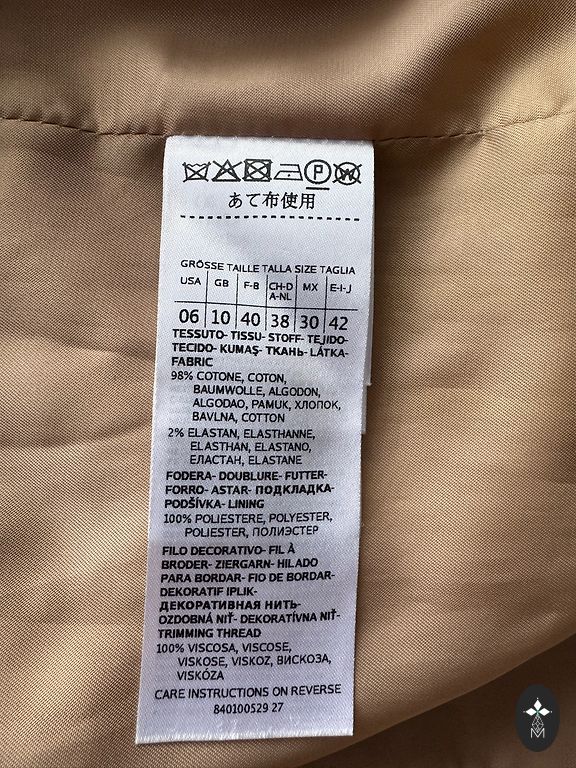 P W
あて布使用
GRÖSSE TAILLE TALLA SIZE TAGLIA
USA GB F-B CH-D A-NL MX E-I-J
06 10 40 38 30 42
TESSUTO- TISSU- STOFF- TEJIDO-
TECIDO- KUMAŞ- ТКАНЬ- LÁTKA-
FABRIC
98% COTONE, COTON,
BAUMWOLLE, ALGODON,
ALGODAO, PAMUK, ХЛОПОК,
BAVLNA, COTTON
2% ELASTAN, ELASTHANNE,
ELASTHAN, ELASTANO,
ЕЛАСТАН, ELASTANE
FODERA- DOUBLURE- FUTTER-
FORRO- ASTAR- ПОДКЛАДКА-
PODŠÍVKA- LINING
100% POLIESTERE, POLYESTER,
POLIESTER, ПОЛИЭСТЕР
FILO DECORATIVO- FIL À
BRODER- ZIERGARN- HILADO
PARA BORDAR- FIO DE BORDAR-
DEKORATIF IPLIK-
ДЕКОРАТИВНАЯ НИТЬ-
OZDOBNÁ NIŤ- DEKORATÍVNA NIŤ-
TRIMMING THREAD
100% VISCOSA, VISCOSE,
VISKOSE, VISKOZ, ВИСКОЗА,
VISKÓZA
CARE INSTRUCTIONS ON REVERSE
840100529 27
M